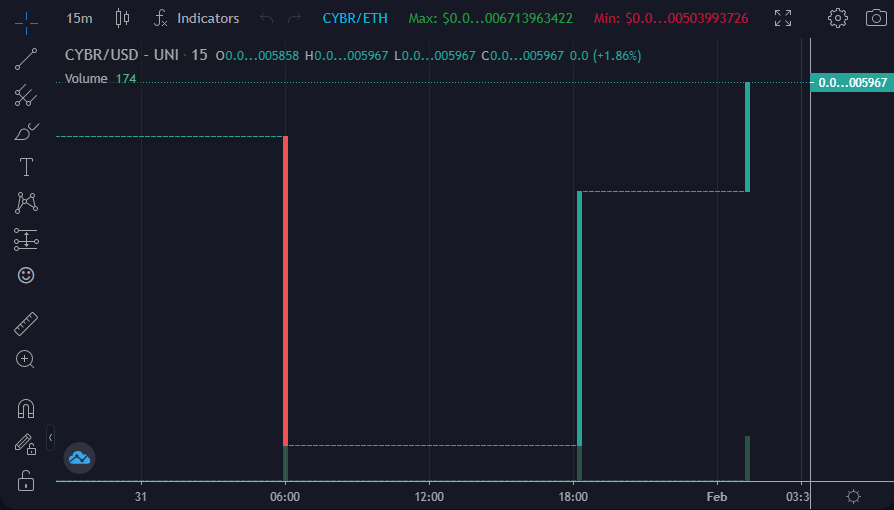 15m Indicators CYBR/ETH Max: $0.0...006713963422 Min: $0.0...00503993726
CYBR/USD - UNI · 15 O0.0...005858 H0.0...005967 L0.0...005967 C0.0...005967 0.0 (+1.86%)
Volume 174
0.0...005967
31 06:00 12:00 18:00 Feb 03:3